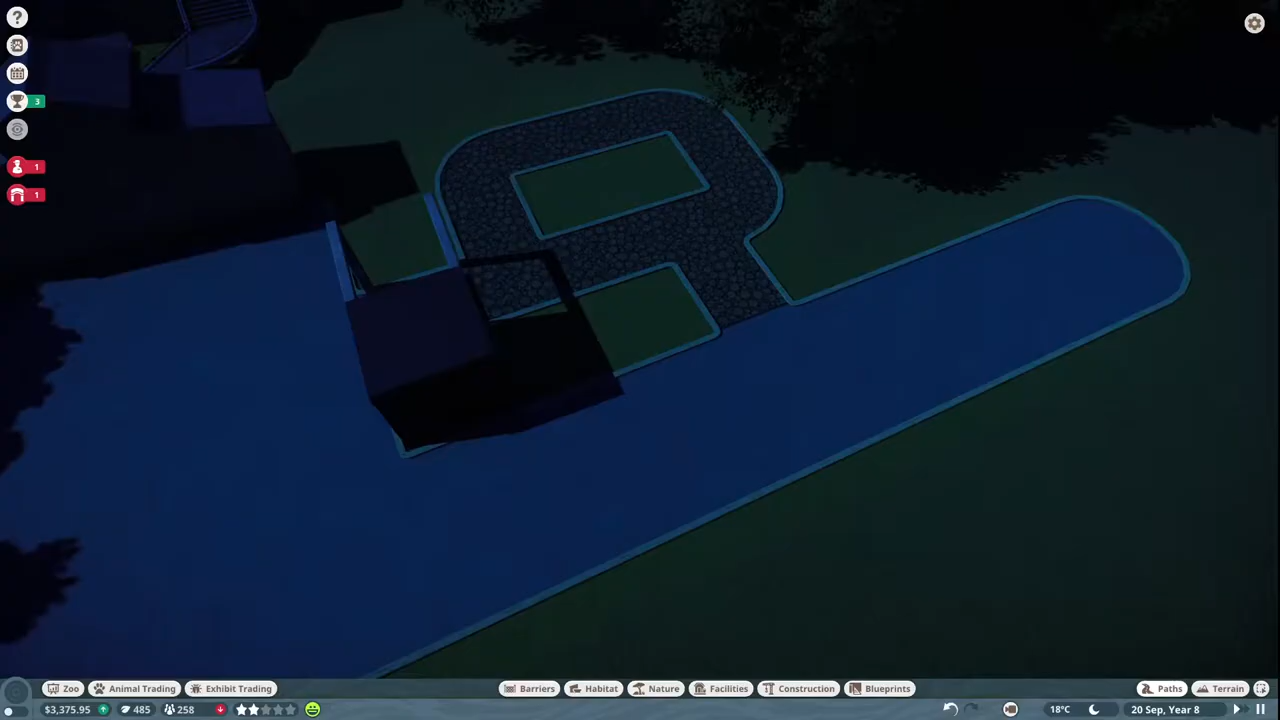 ?
3
1
1
Zoo Animal Trading Exhibit Trading Barriers Habitat Nature Facilities Construction Blueprints Paths Terrain
$3,375.95 485 258 18°C 20 Sep, Year 8